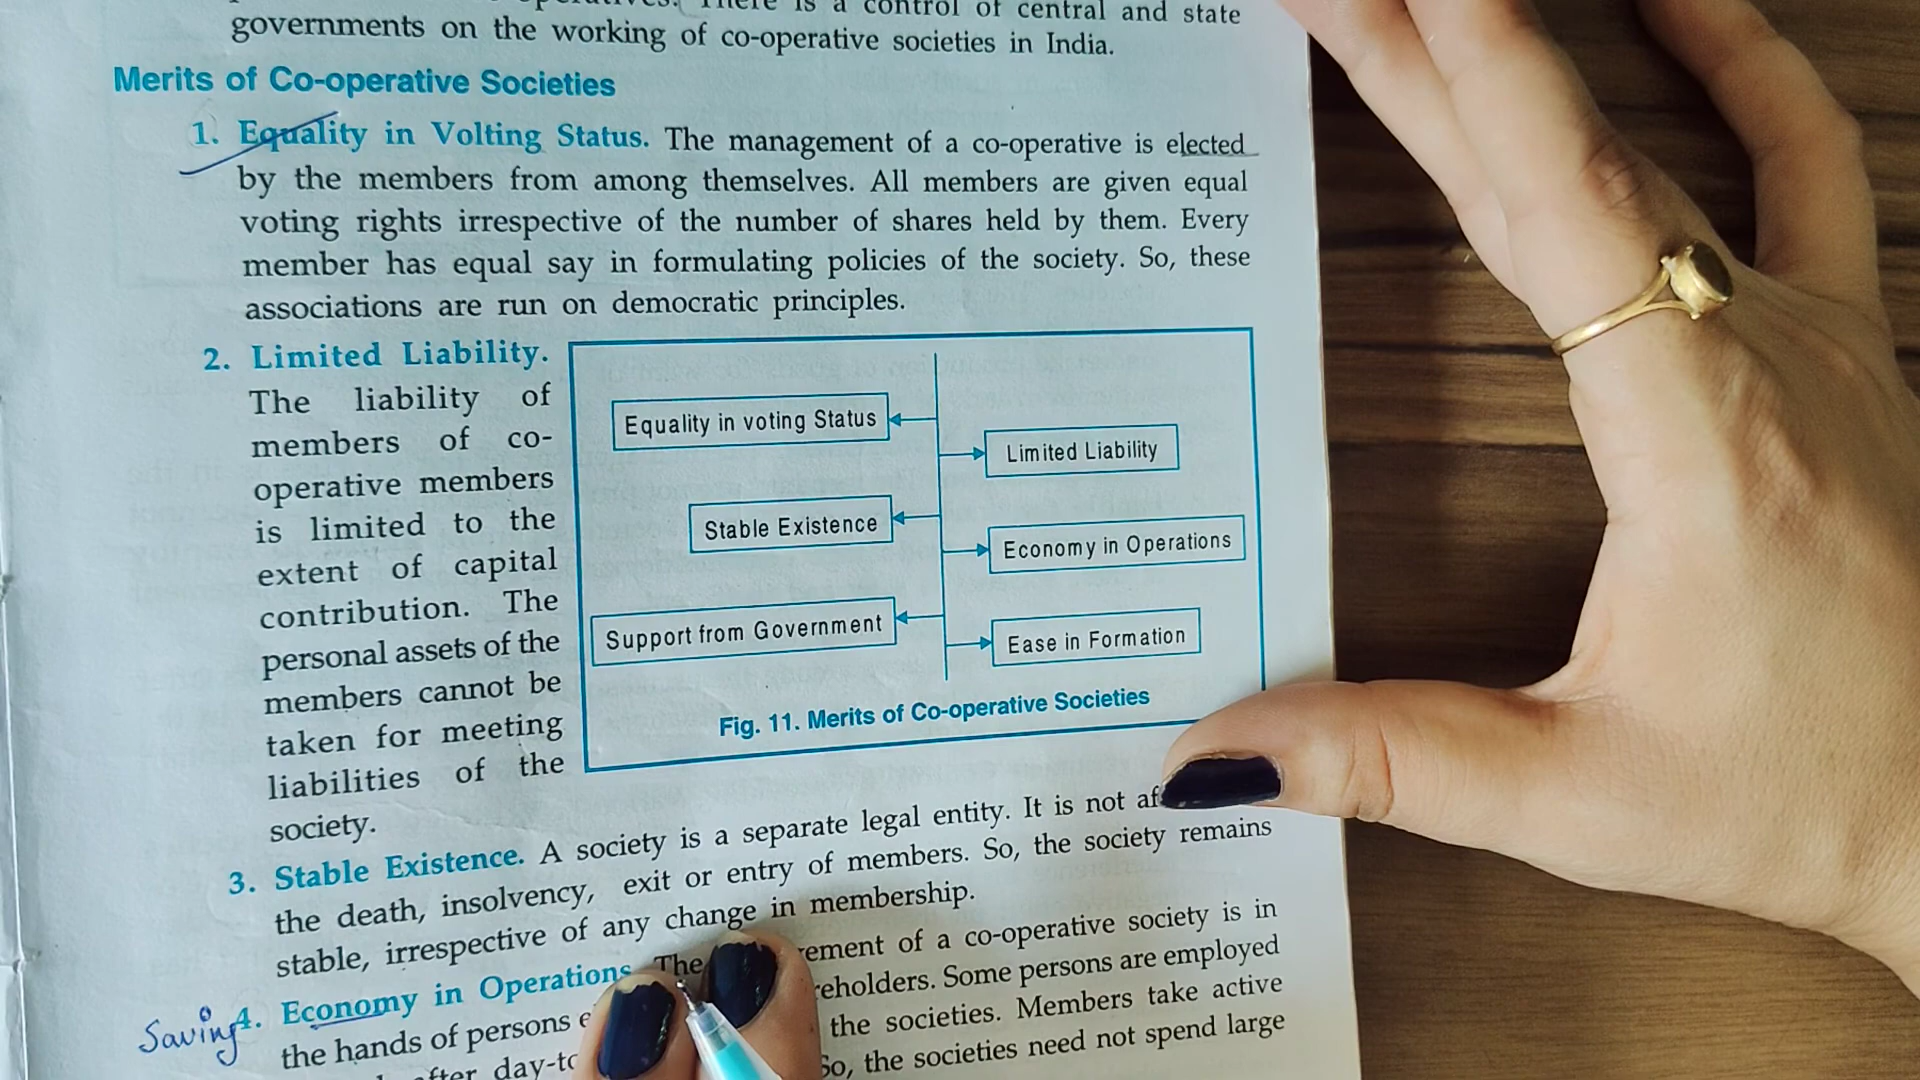 There is a control of central and state
governments on the working of co-operative societies in India.
Merits of Co-operative Societies
1. Equality in Volting Status. The management of a co-operative is elected
by the members from among themselves. All members are given equal
voting rights irrespective of the number of shares held by them. Every
member has equal say in formulating policies of the society. So, these
associations are run on democratic principles.
2. Limited Liability.
The liability of
members of co-
operative members
is limited to the
extent of capital
contribution. The
personal assets of the
members cannot be
taken for meeting
liabilities of the
society.
Equality in voting Status
Limited Liability
Stable Existence
Economy in Operations
Support from Government
Ease in Formation
Fig. 11. Merits of Co-operative Societies
3. Stable Existence. A society is a separate legal entity. It is not
the death, insolvency, exit or entry of members. So, the society remains
stable, irrespective of any change in membership.
Saving
4. Economy in Operations The of a co-operative society is in
the hands of persons Some persons are employed
the societies. Members take active
So, the societies need not spend large